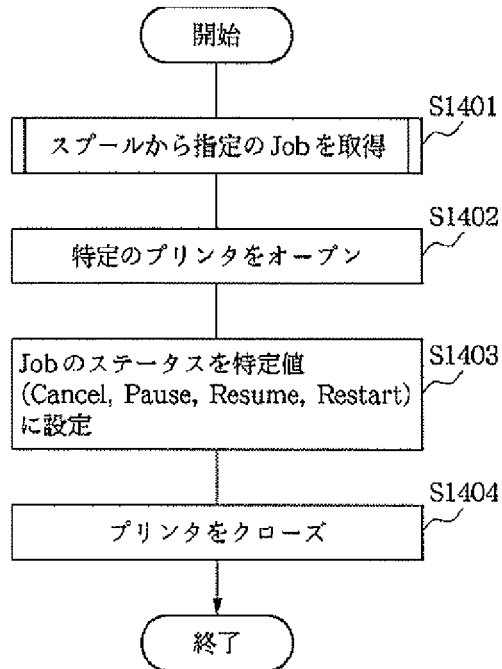 開始
S1401
スプールから指定のJobを取得
S1402
特定のプリンタをオープン
S1403
Jobのステータスを特定値
(Cancel, Pause, Resume, Restart)
に設定
S1404
プリンタをクローズ
終了